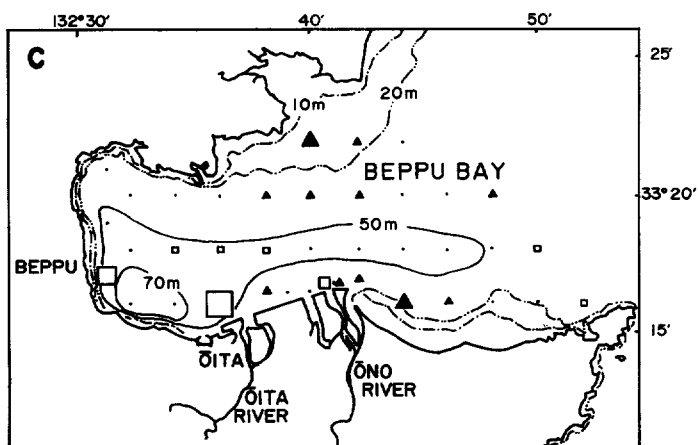 132° 30'
40'
50'
C
25'
10m
20m
BEPPU BAY
33° 20'
50m
BEPPU
70m
15'
ŌITA
ŌITA
RIVER
ŌNO
RIVER